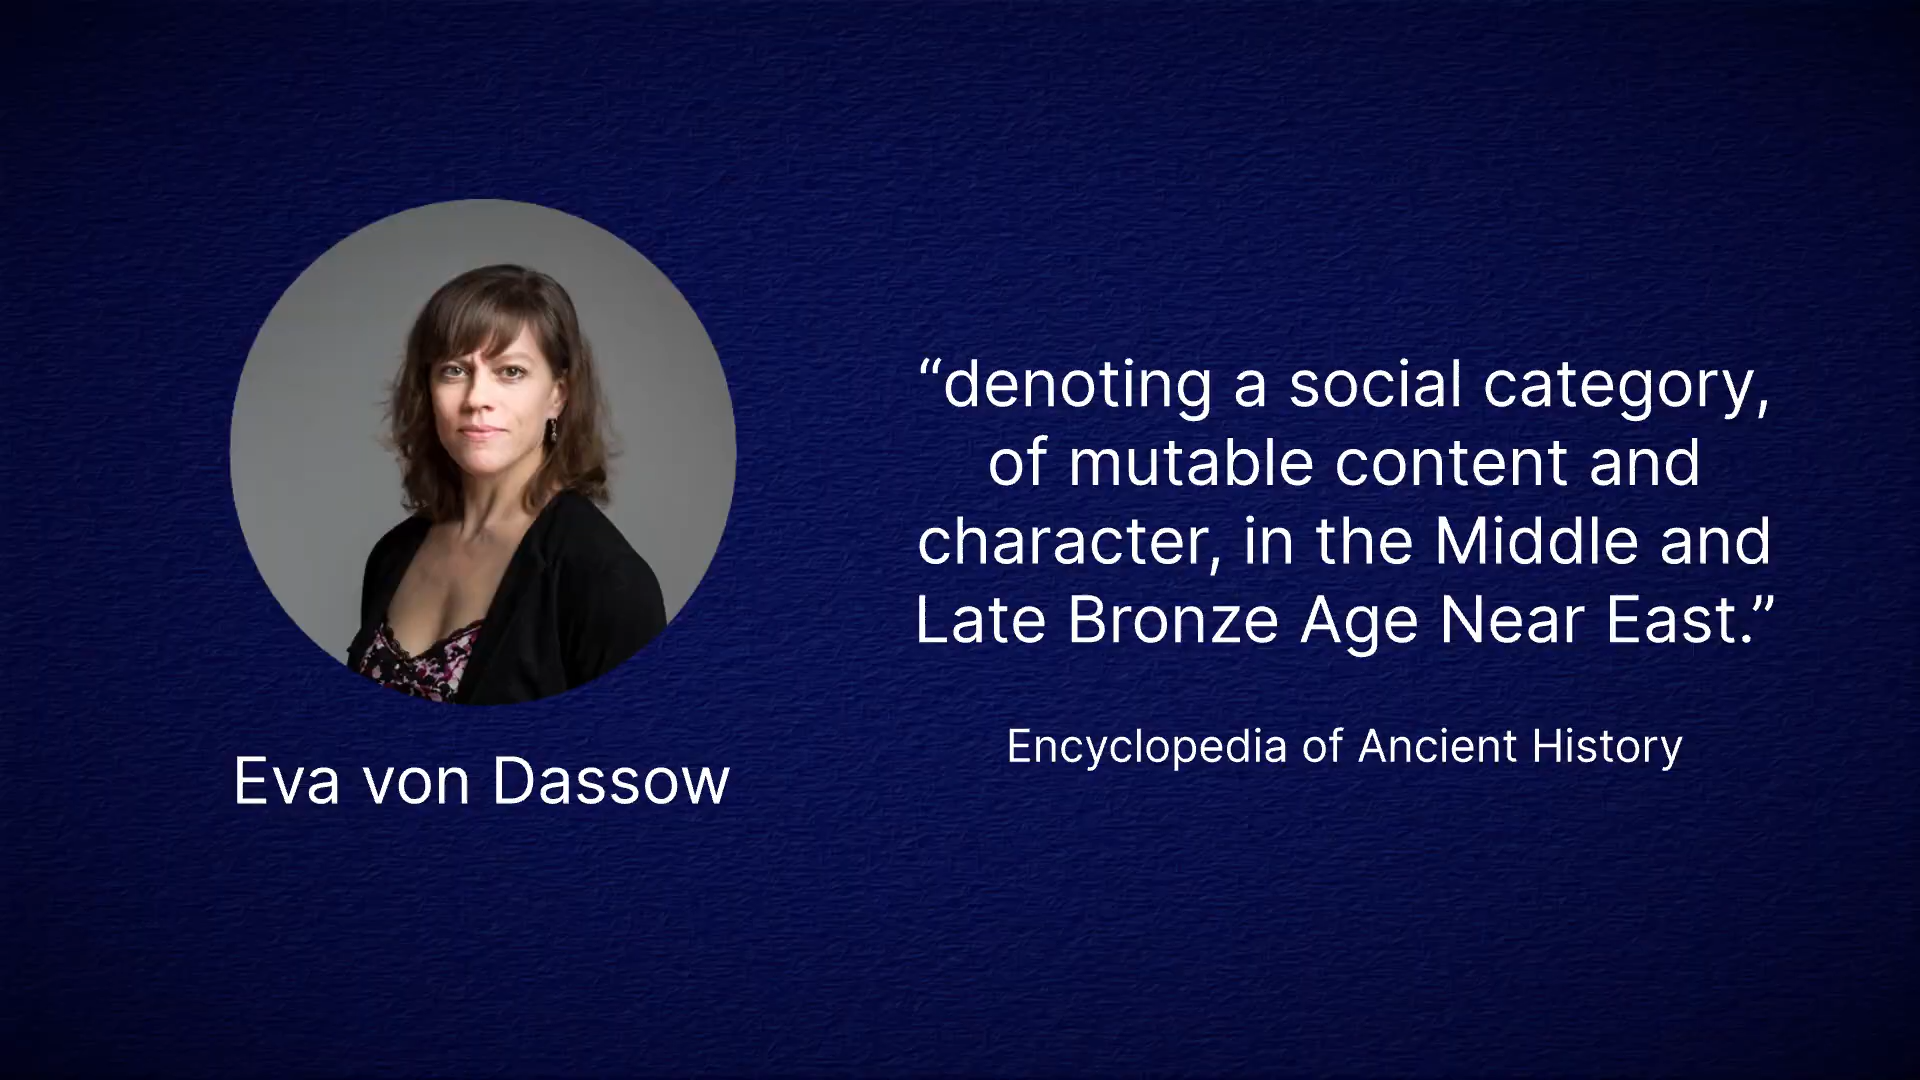 Eva von Dassow
“denoting a social category,
of mutable content and
character, in the Middle and
Late Bronze Age Near East.”
Encyclopedia of Ancient History